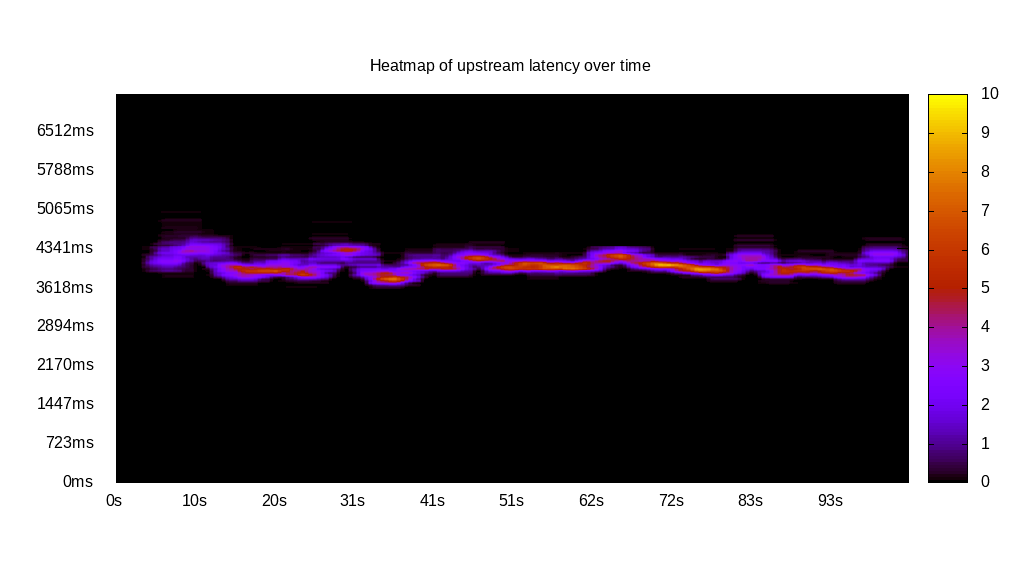 Heatmap of upstream latency over time
6512ms
5788ms
5065ms
4341ms
3618ms
2894ms
2170ms
1447ms
723ms
0ms
0s 10s 20s 31s 41s 51s 62s 72s 83s 93s
10
9
8
7
6
5
4
3
2
1
0